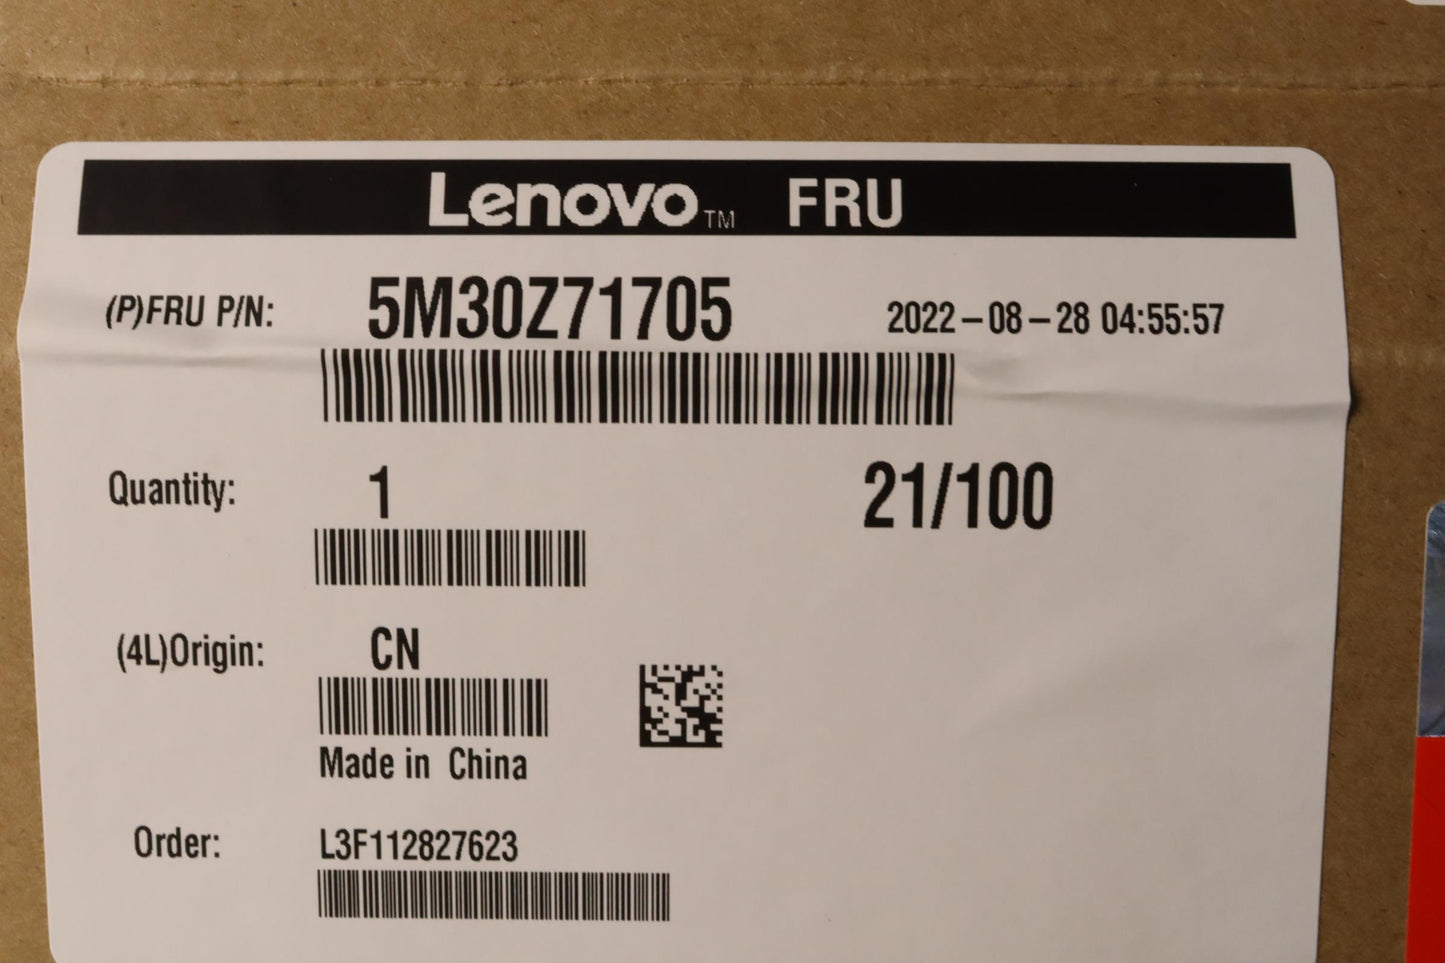 Lenovo™ FRU
(P)FRU P/N: 5M30Z71705 2022-08-28 04:55:57
Quantity: 1 21/100
(4L)Origin: CN
Made in China
Order: L3F112827623